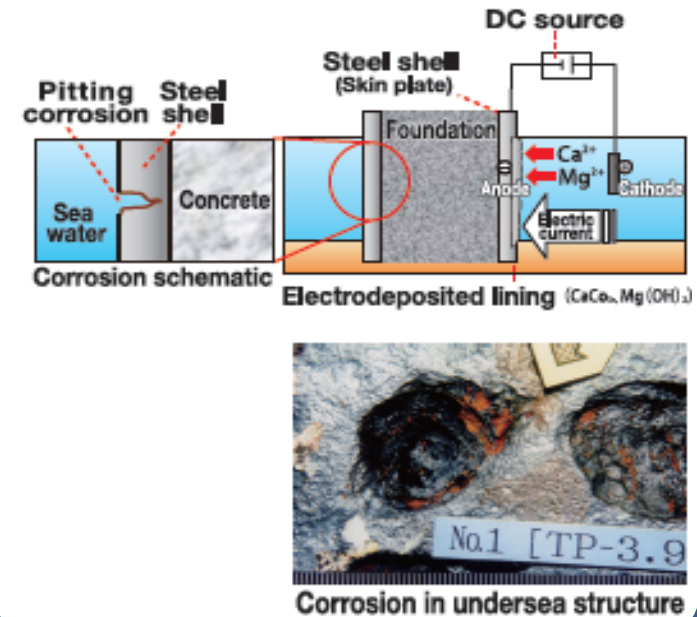 DC source
Steel shell
(Skin plate)
Pitting corrosion
Steel shell
Foundation
Ca²⁺
Mg²⁺
Anode
Cathode
Sea water
Concrete
Electric current
Corrosion schematic
Electrodeposited lining (CaCo₃, Mg(OH)₂)
No.1 [TP-3.9
Corrosion in undersea structure